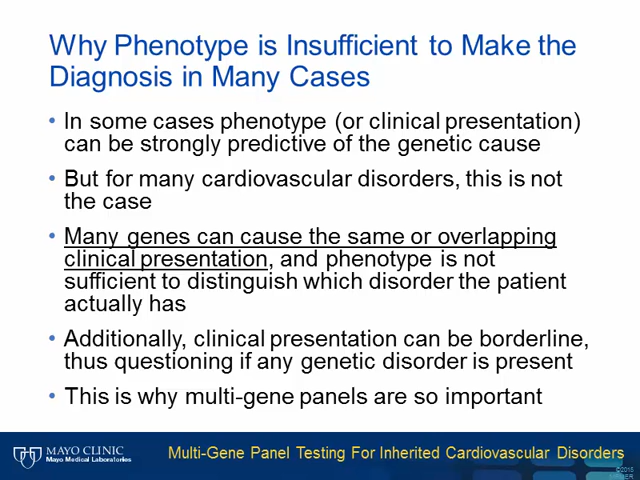 Why Phenotype is Insufficient to Make the
Diagnosis in Many Cases
• In some cases phenotype (or clinical presentation)
can be strongly predictive of the genetic cause
• But for many cardiovascular disorders, this is not
the case
• Many genes can cause the same or overlapping
clinical presentation, and phenotype is not
sufficient to distinguish which disorder the patient
actually has
• Additionally, clinical presentation can be borderline,
thus questioning if any genetic disorder is present
• This is why multi-gene panels are so important
MAYO CLINIC
Mayo Medical Laboratories
Multi-Gene Panel Testing For Inherited Cardiovascular Disorders
©2015